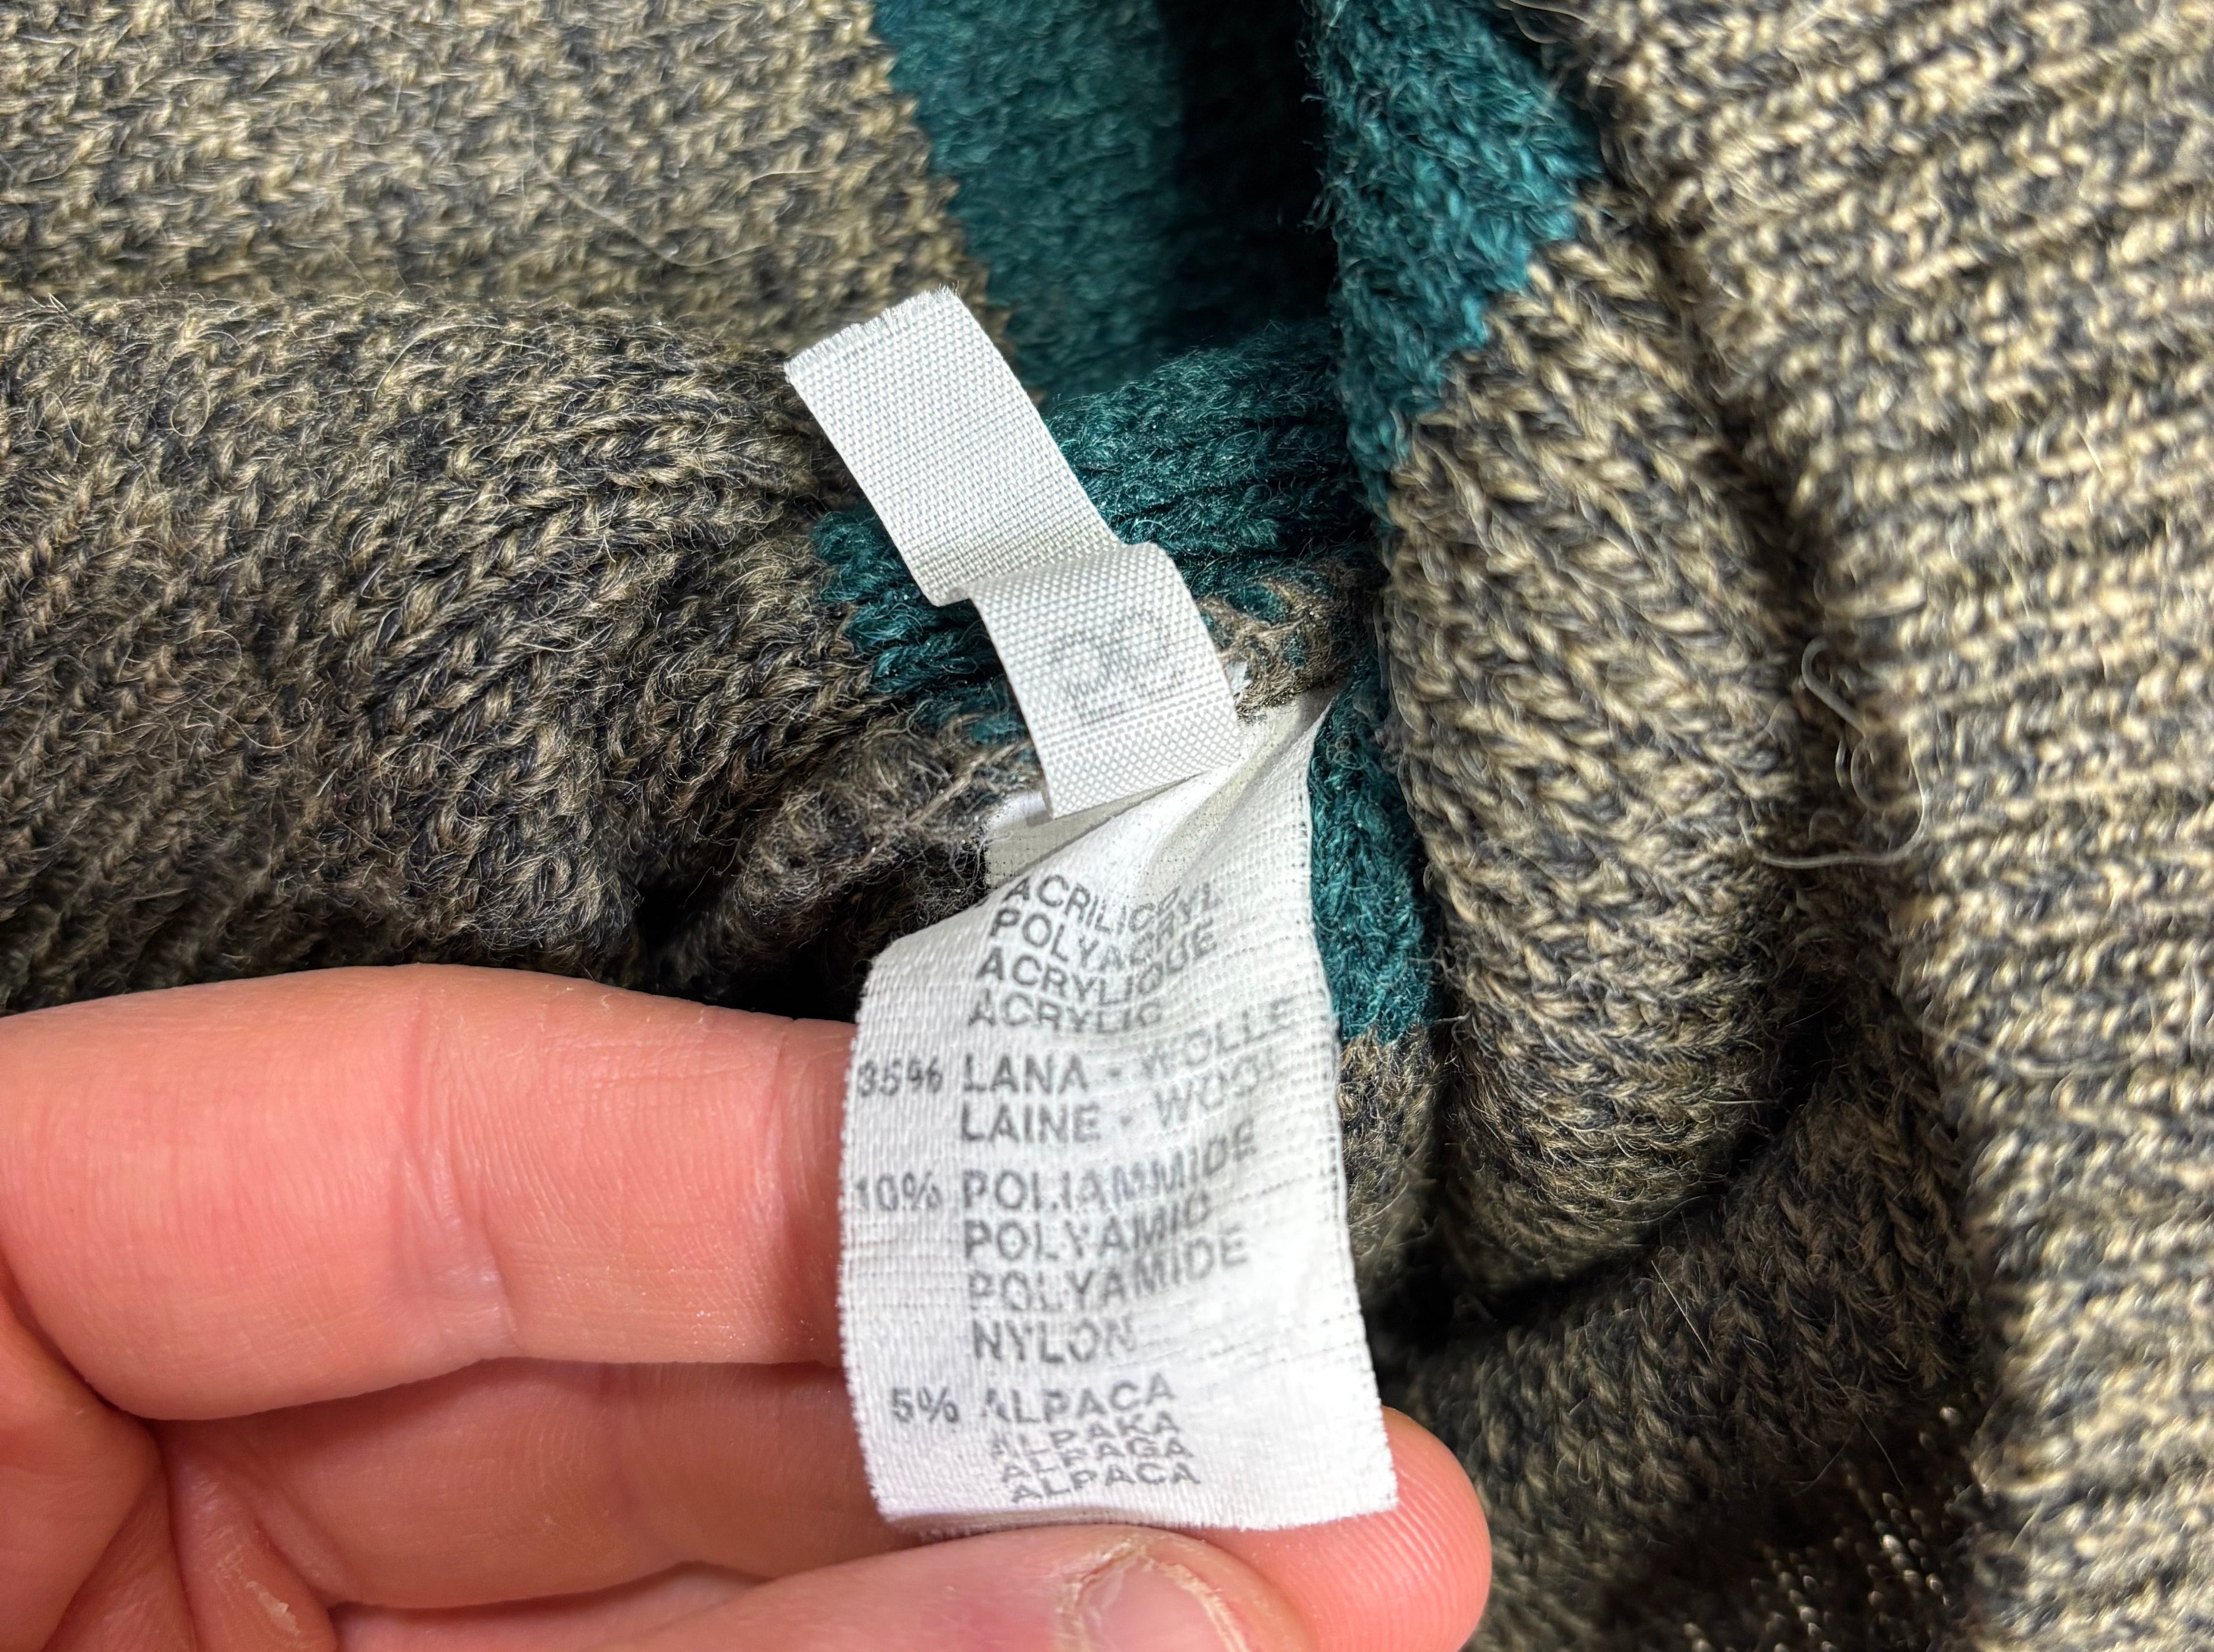 ACRILICO
POLYACRYL
ACRYLIQUE
ACRYLIC
35% LANA - WOLLE
LAINE - WOOL
10% POLIAMMIDE
POLYAMID
POLYAMIDE
NYLON
5% ALPACA
ALPAKA
ALPAGA
ALPACA